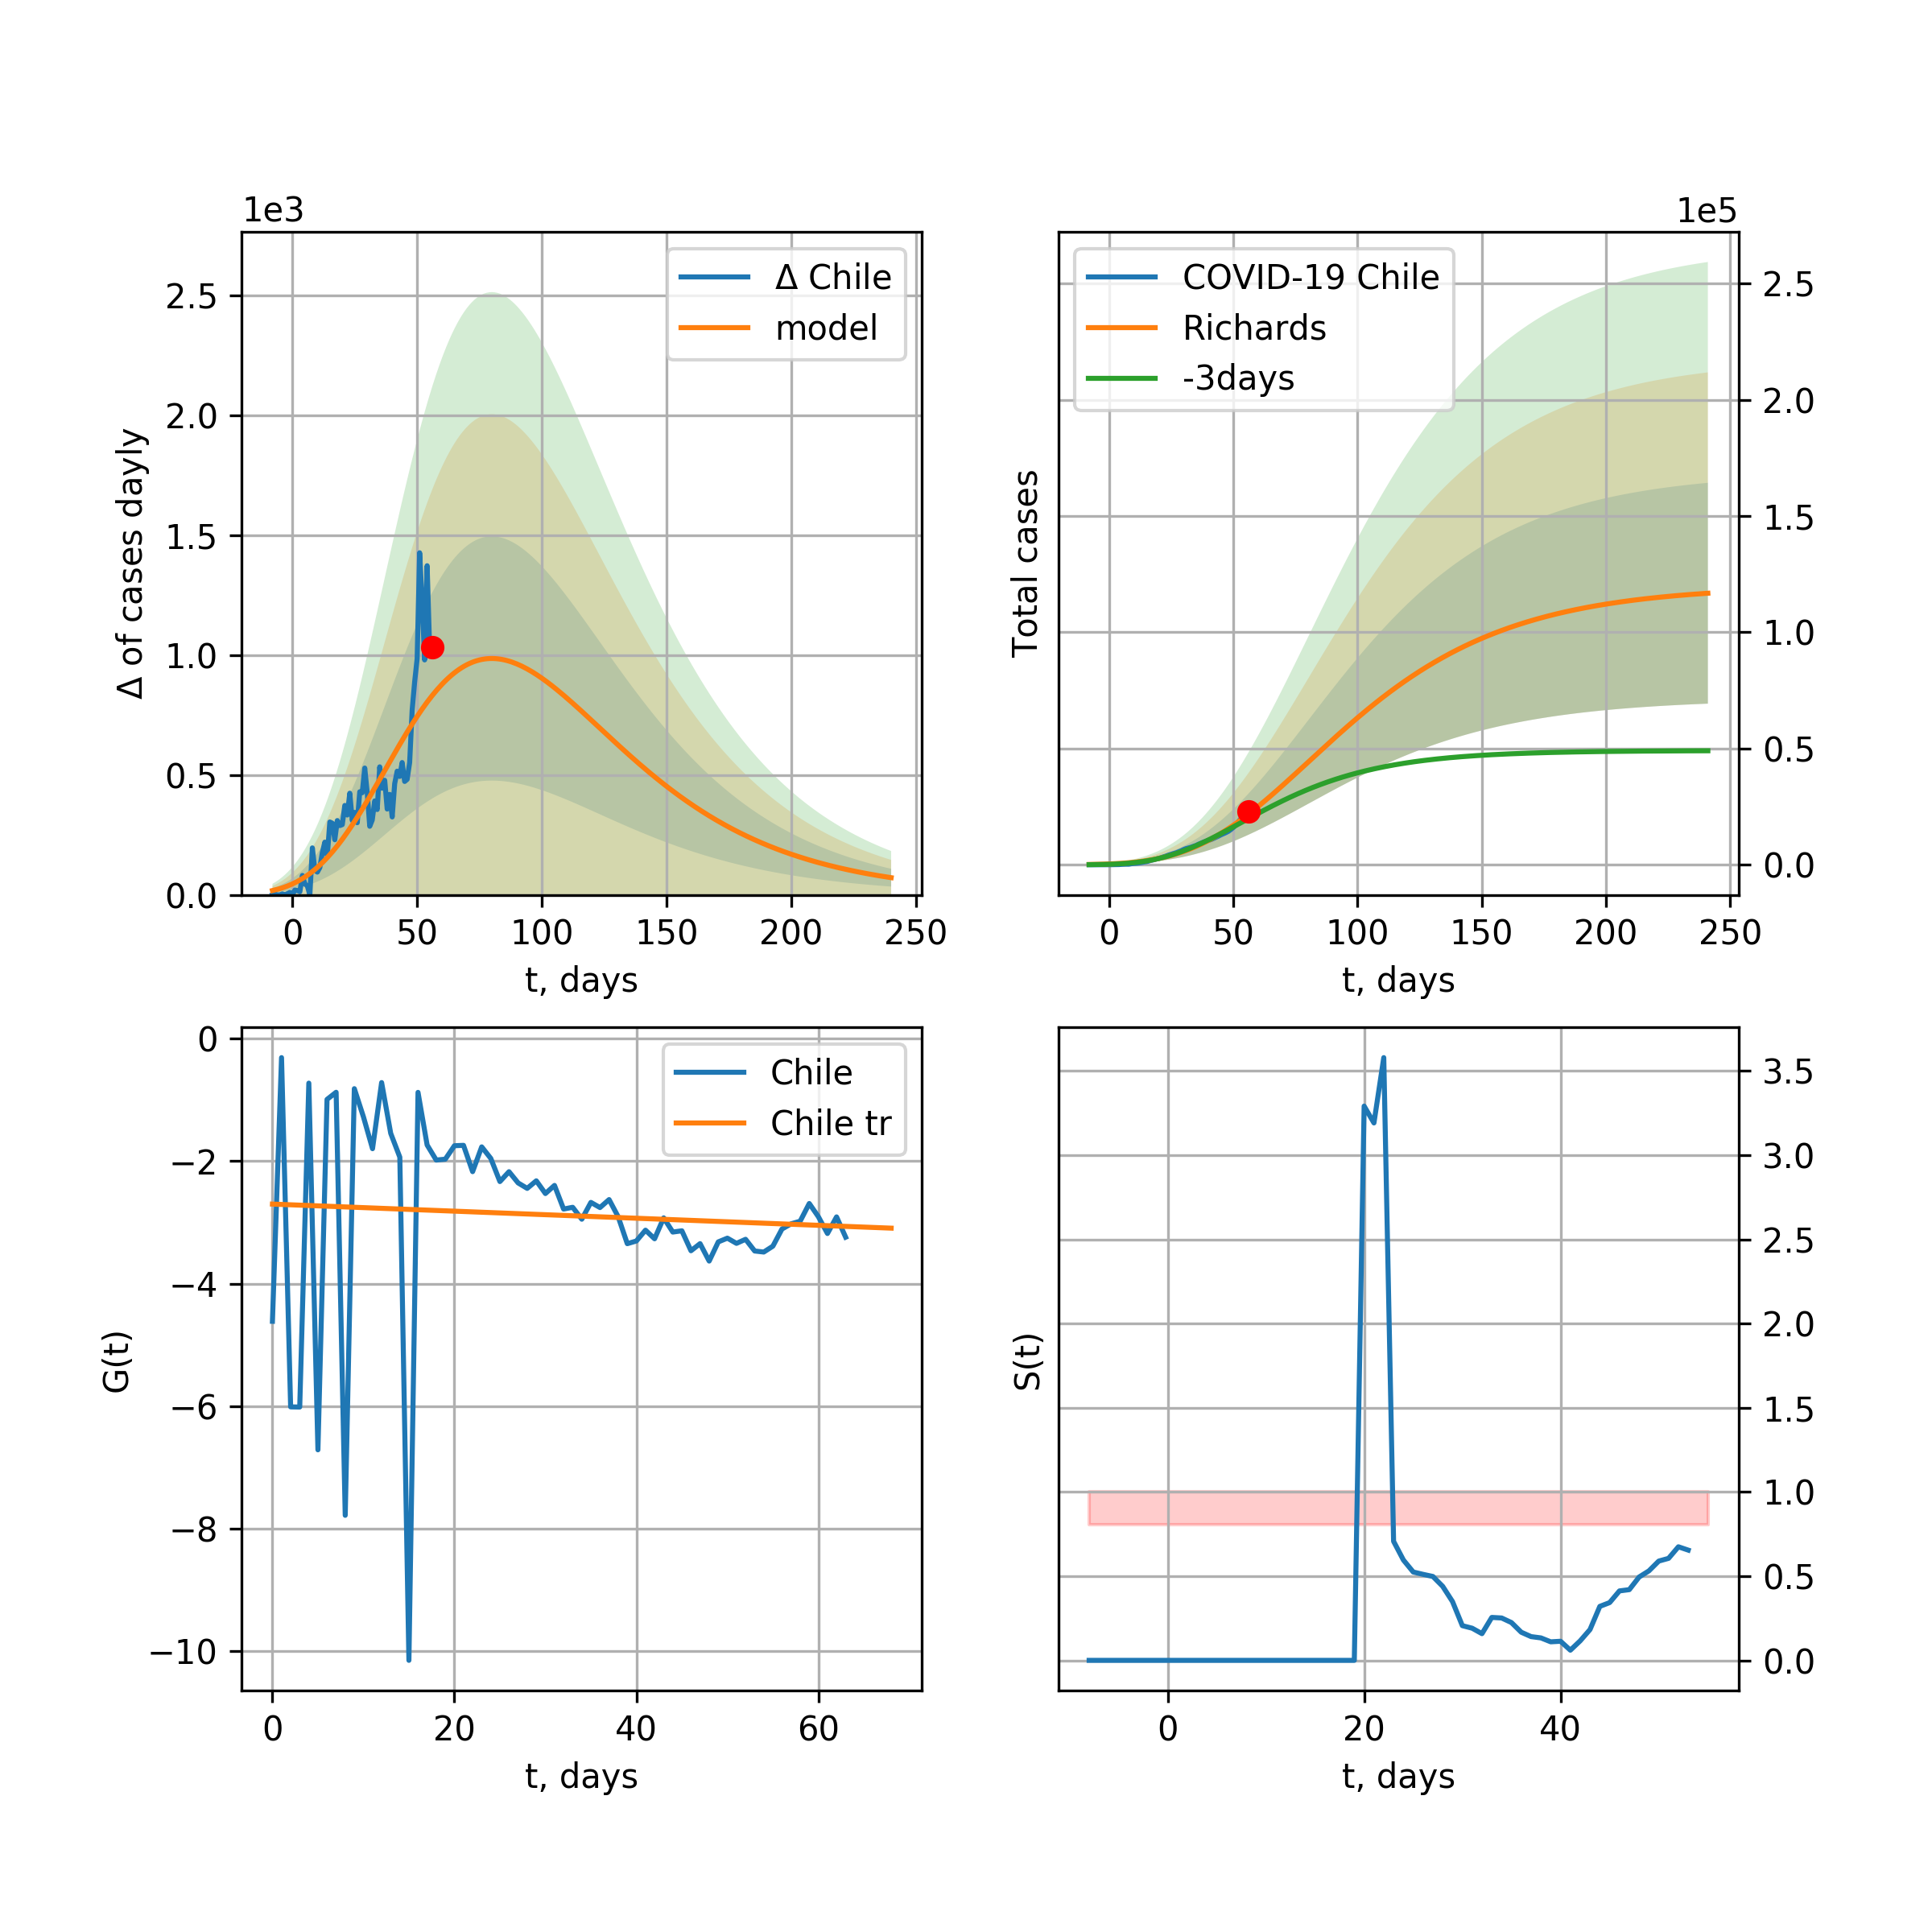 1e3
Δ of cases dayly
2.5
2.0
1.5
1.0
0.5
0.0
Δ Chile
model
0 50 100 150 200 250
t, days
1e5
Total cases
COVID-19 Chile
Richards
-3days
2.5
2.0
1.5
1.0
0.5
0.0
0 50 100 150 200 250
t, days
G(t)
0
−2
−4
−6
−8
−10
Chile
Chile tr
0 20 40 60
t, days
S(t)
3.5
3.0
2.5
2.0
1.5
1.0
0.5
0.0
0 20 40
t, days